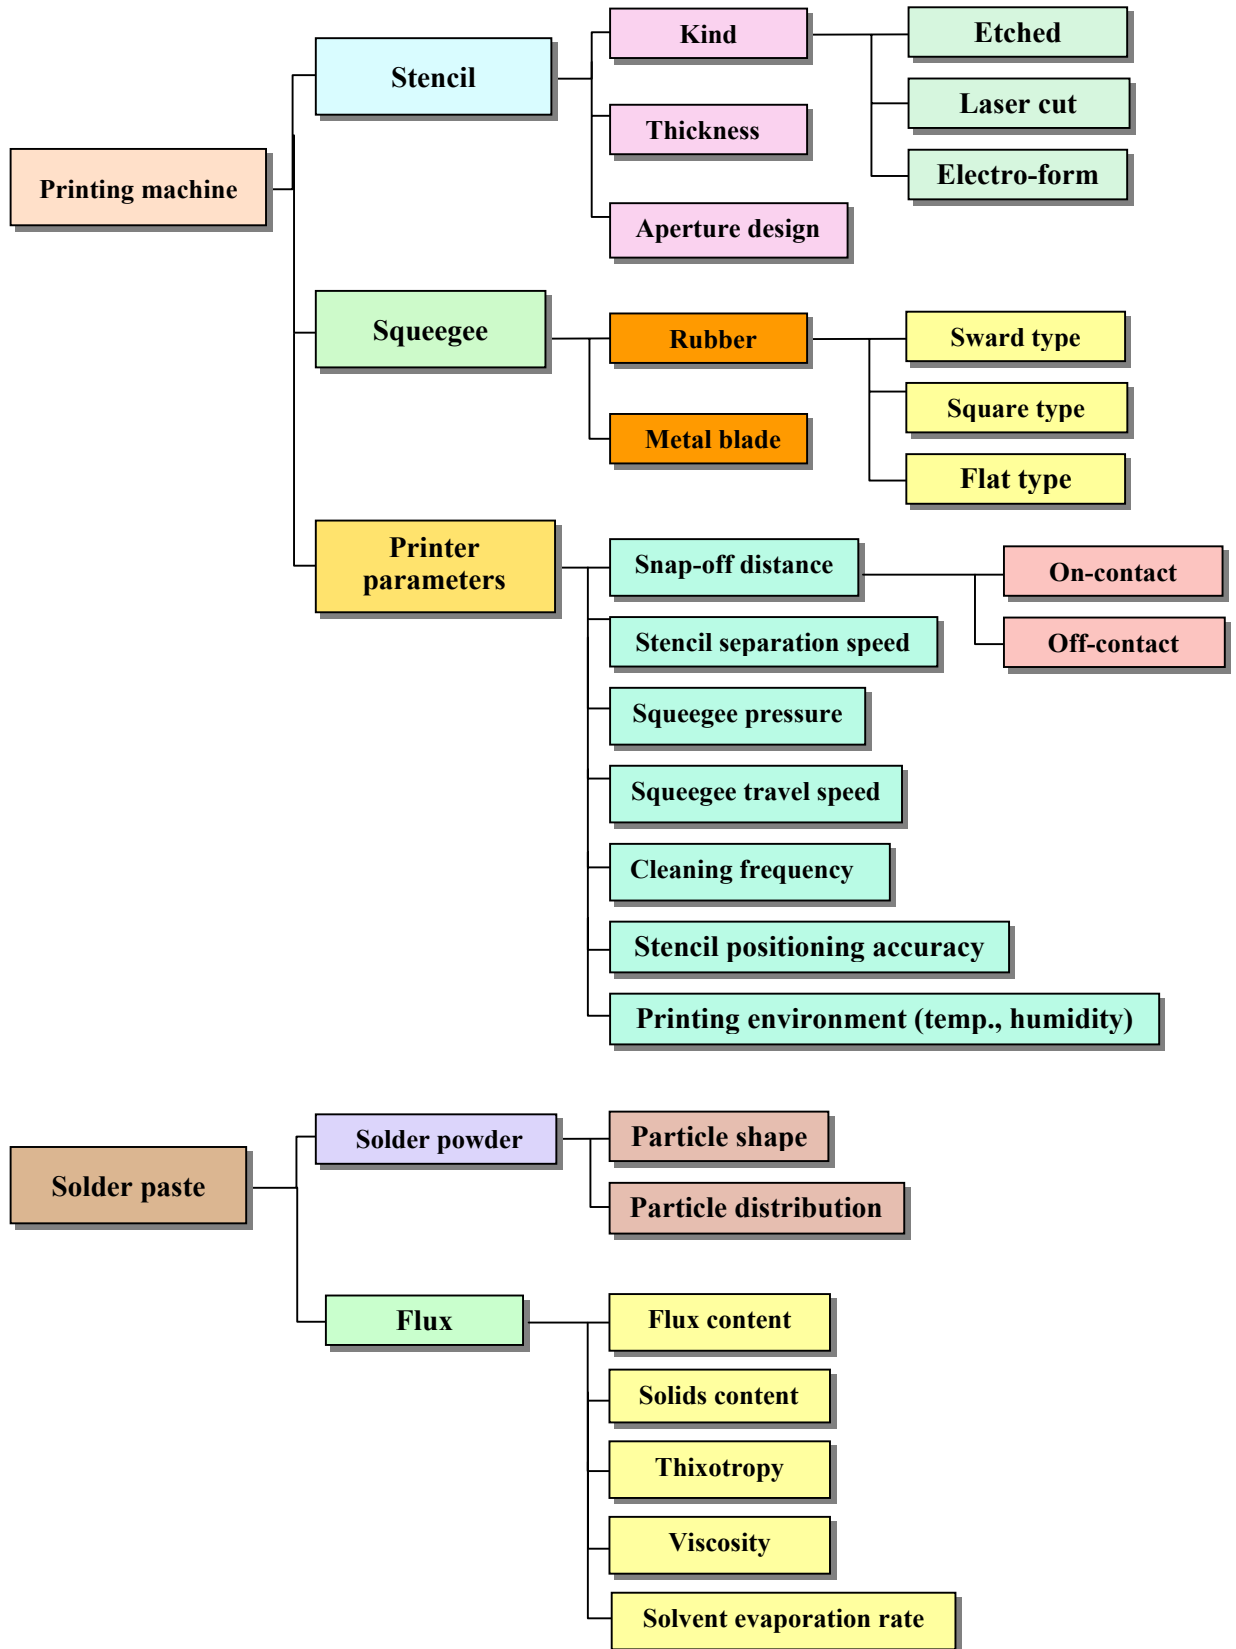 Printing machine
Stencil
Kind
Etched
Laser cut
Electro-form
Thickness
Aperture design
Squeegee
Rubber
Sward type
Square type
Flat type
Metal blade
Printer
parameters
Snap-off distance
On-contact
Off-contact
Stencil separation speed
Squeegee pressure
Squeegee travel speed
Cleaning frequency
Stencil positioning accuracy
Printing environment (temp., humidity)
Solder paste
Solder powder
Particle shape
Particle distribution
Flux
Flux content
Solids content
Thixotropy
Viscosity
Solvent evaporation rate